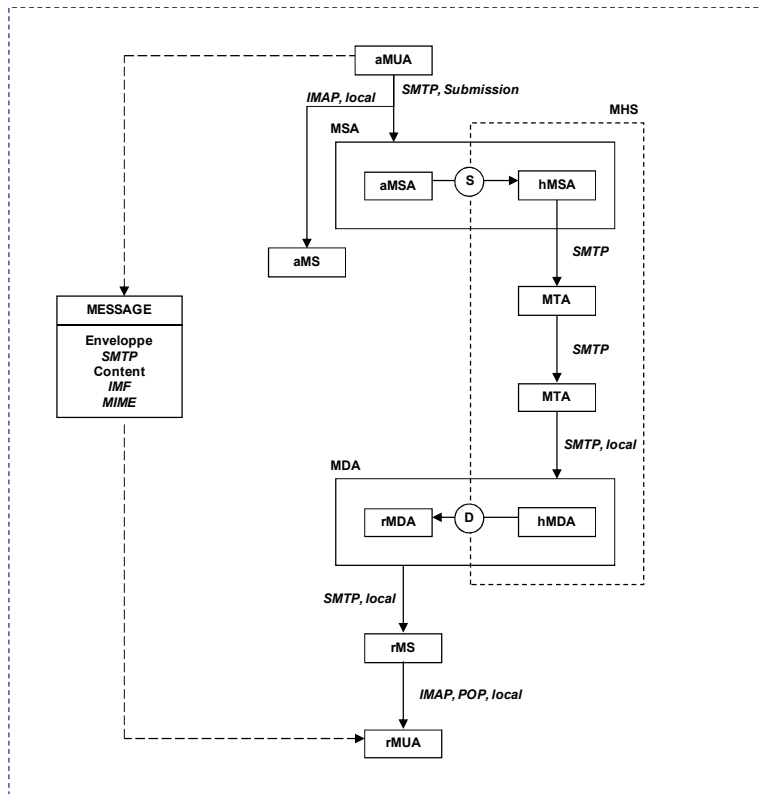 aMUA
IMAP, local
SMTP, Submission
MHS
MSA
aMSA
S
hMSA
aMS
SMTP
MTA
MESSAGE
Enveloppe
SMTP
Content
IMF
MIME
SMTP
MTA
SMTP, local
MDA
rMDA
D
hMDA
SMTP, local
rMS
IMAP, POP, local
rMUA